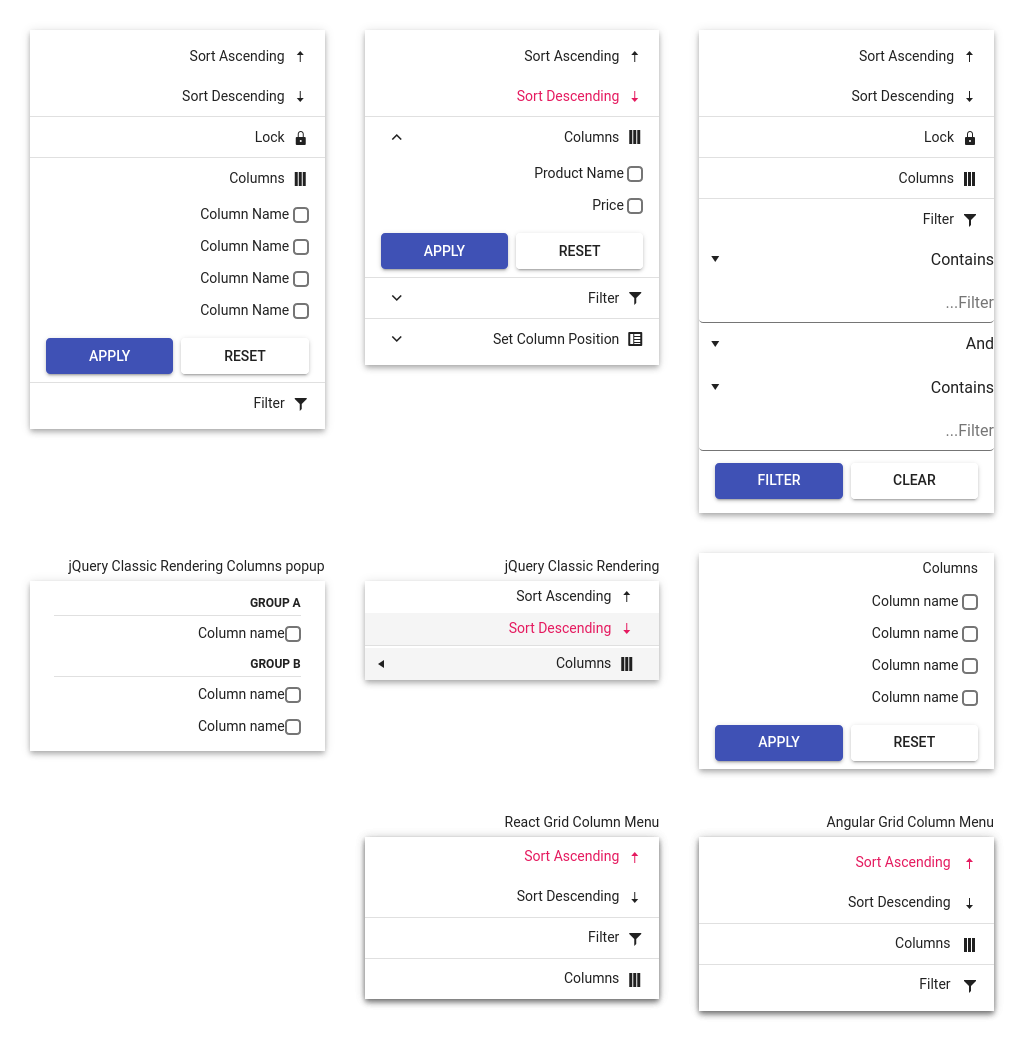 Sort Ascending
Sort Descending
Lock
Columns
Column Name
Column Name
Column Name
Column Name
APPLY RESET
Filter
Sort Ascending
Sort Descending
Columns
Product Name
Price
APPLY RESET
Filter
Set Column Position
Sort Ascending
Sort Descending
Lock
Columns
Filter
Contains
...Filter
And
Contains
...Filter
FILTER CLEAR
jQuery Classic Rendering Columns popup
GROUP A
Column name
GROUP B
Column name
Column name
jQuery Classic Rendering
Sort Ascending
Sort Descending
Columns
Columns
Column name
Column name
Column name
Column name
APPLY RESET
React Grid Column Menu
Sort Ascending
Sort Descending
Filter
Columns
Angular Grid Column Menu
Sort Ascending
Sort Descending
Columns
Filter